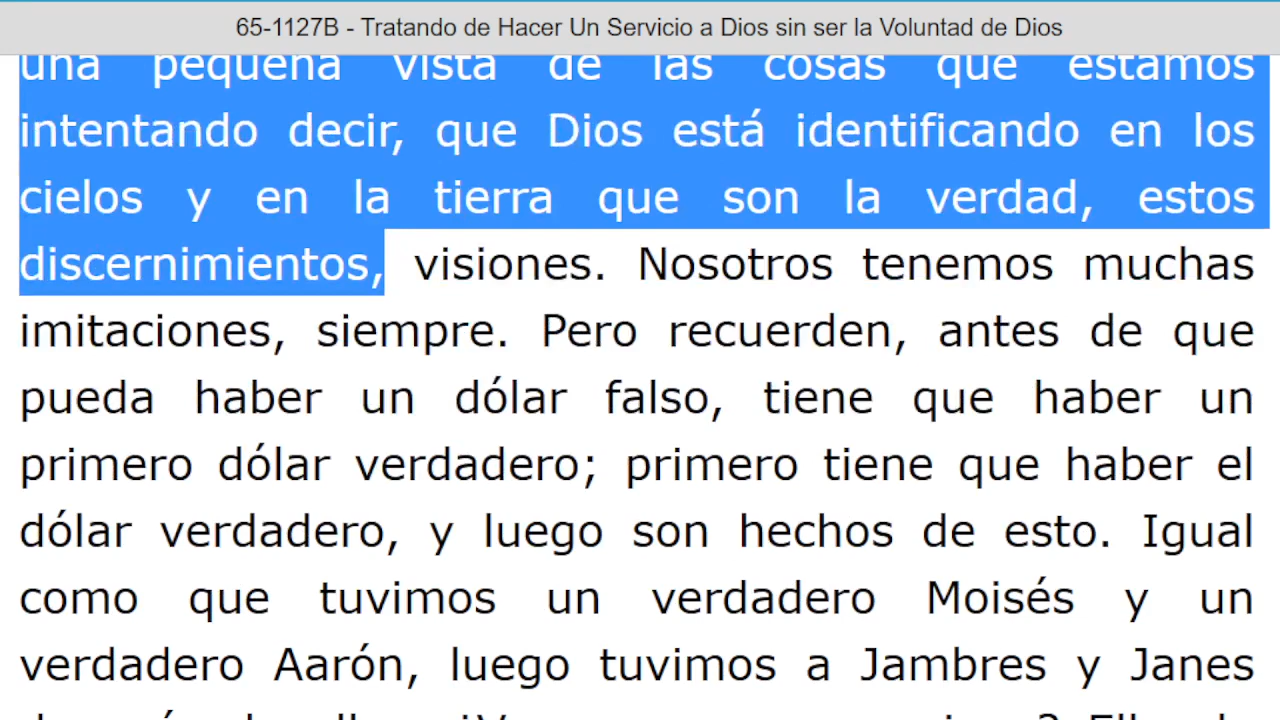 65-1127B - Tratando de Hacer Un Servicio a Dios sin ser la Voluntad de Dios
una pequeña vista de las cosas que estamos
intentando decir, que Dios está identificando en los
cielos y en la tierra que son la verdad, estos
discernimientos, visiones. Nosotros tenemos muchas
imitaciones, siempre. Pero recuerden, antes de que
pueda haber un dólar falso, tiene que haber un
primero dólar verdadero; primero tiene que haber el
dólar verdadero, y luego son hechos de esto. Igual
como que tuvimos un verdadero Moisés y un
verdadero Aarón, luego tuvimos a Jambres y Janes